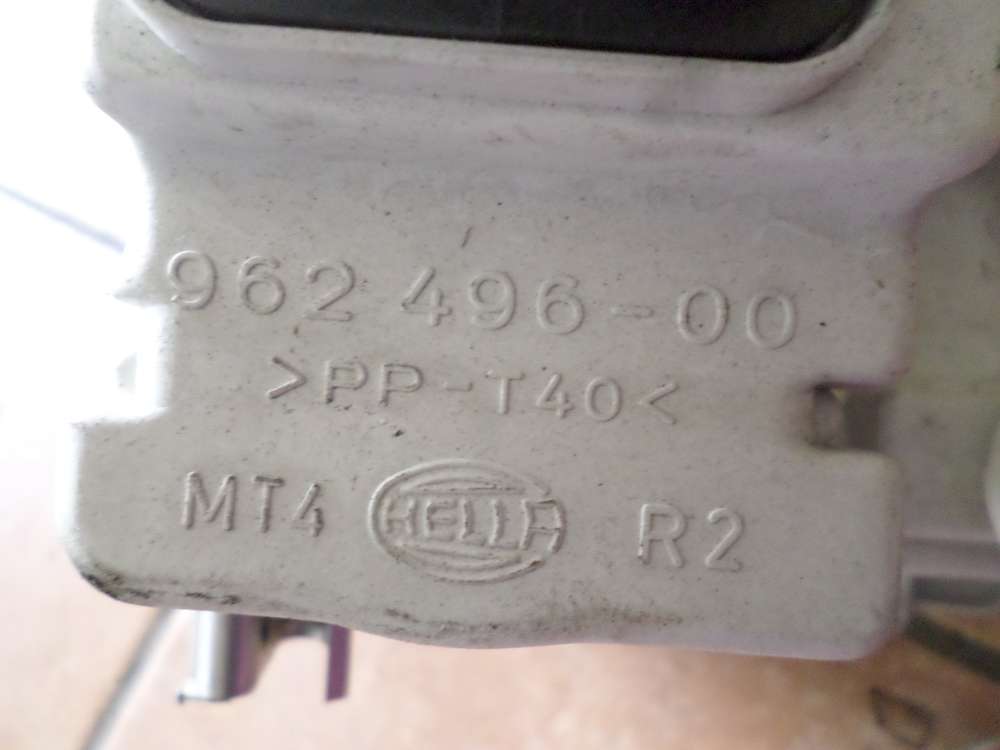 962 496-00
>PP-T40<
MT4 HELLA R2